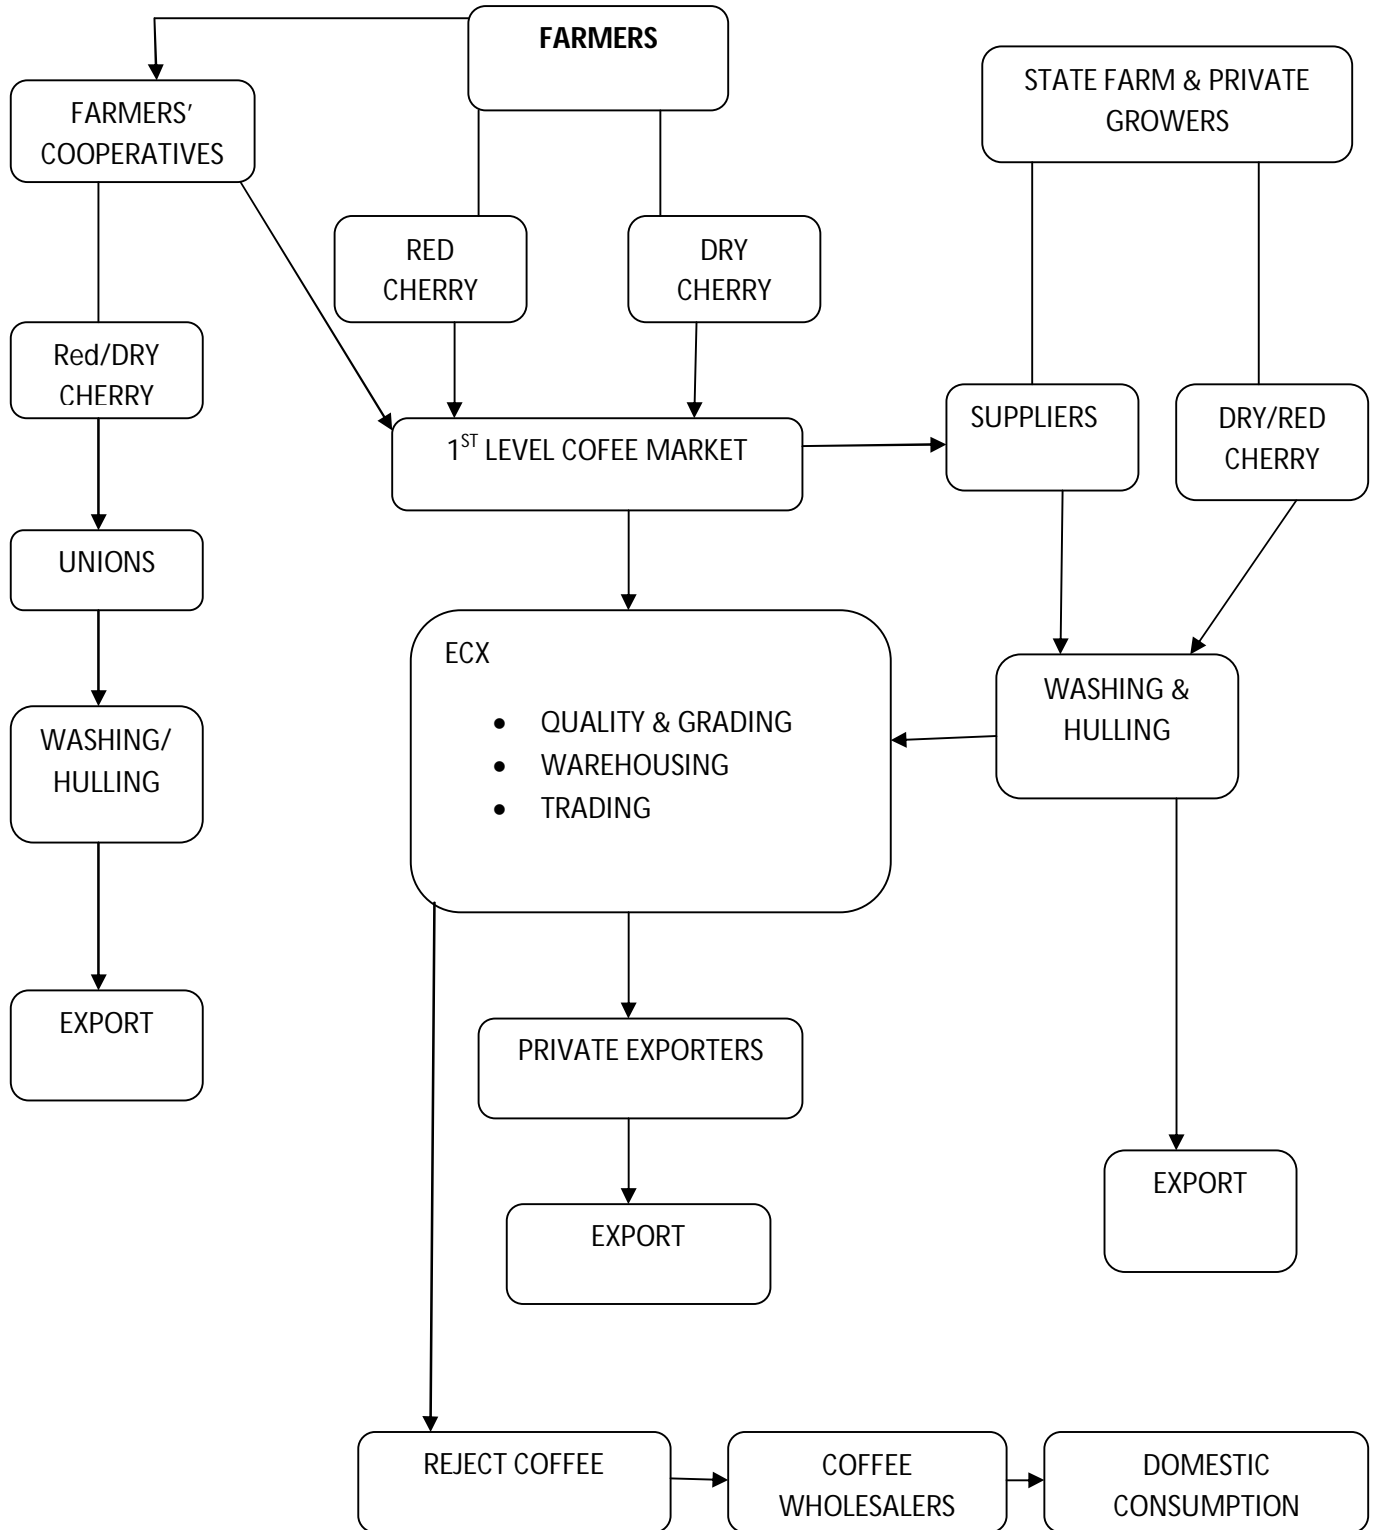 FARMERS
STATE FARM & PRIVATE
GROWERS
FARMERS'
COOPERATIVES
RED
CHERRY
DRY
CHERRY
Red/DRY
CHERRY
SUPPLIERS
DRY/RED
CHERRY
1ST LEVEL COFEE MARKET
UNIONS
ECX
• QUALITY & GRADING
• WAREHOUSING
• TRADING
WASHING &
HULLING
WASHING/
HULLING
EXPORT
PRIVATE EXPORTERS
EXPORT
EXPORT
REJECT COFFEE
COFFEE
WHOLESALERS
DOMESTIC
CONSUMPTION